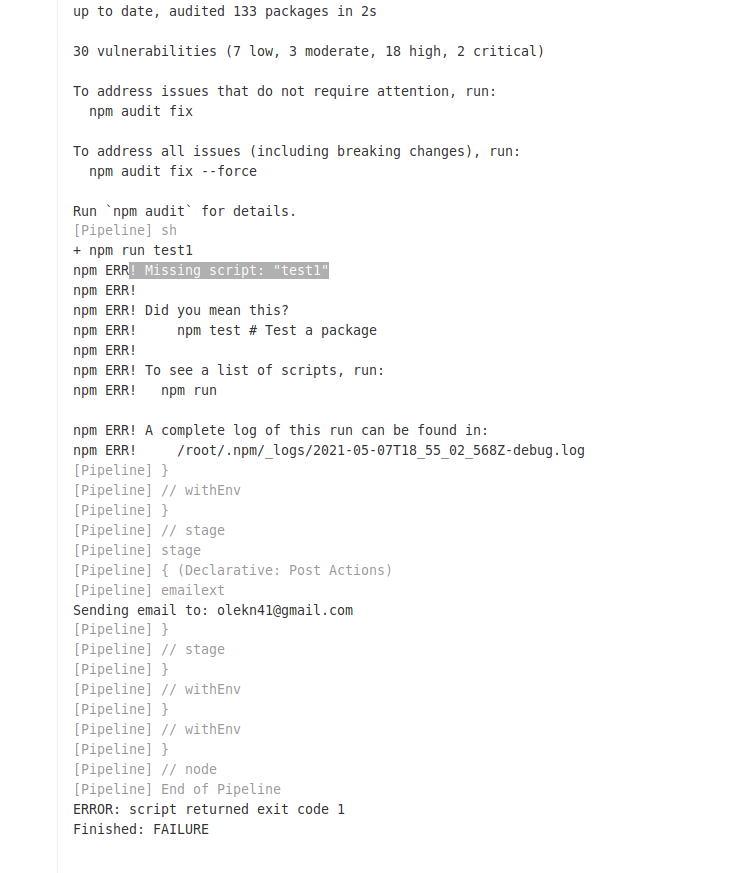 up to date, audited 133 packages in 2s
30 vulnerabilities (7 low, 3 moderate, 18 high, 2 critical)
To address issues that do not require attention, run:
  npm audit fix
To address all issues (including breaking changes), run:
  npm audit fix --force
Run `npm audit` for details.
[Pipeline] sh
+ npm run test1
npm ERR! Missing script: "test1"
npm ERR!
npm ERR! Did you mean this?
npm ERR!     npm test # Test a package
npm ERR!
npm ERR! To see a list of scripts, run:
npm ERR!   npm run
npm ERR! A complete log of this run can be found in:
npm ERR!     /root/.npm/_logs/2021-05-07T18_55_02_568Z-debug.log
[Pipeline] }
[Pipeline] // withEnv
[Pipeline] }
[Pipeline] // stage
[Pipeline] stage
[Pipeline] { (Declarative: Post Actions)
[Pipeline] emailext
Sending email to: olekn41@gmail.com
[Pipeline] }
[Pipeline] // stage
[Pipeline] }
[Pipeline] // withEnv
[Pipeline] }
[Pipeline] // withEnv
[Pipeline] }
[Pipeline] // node
[Pipeline] End of Pipeline
ERROR: script returned exit code 1
Finished: FAILURE